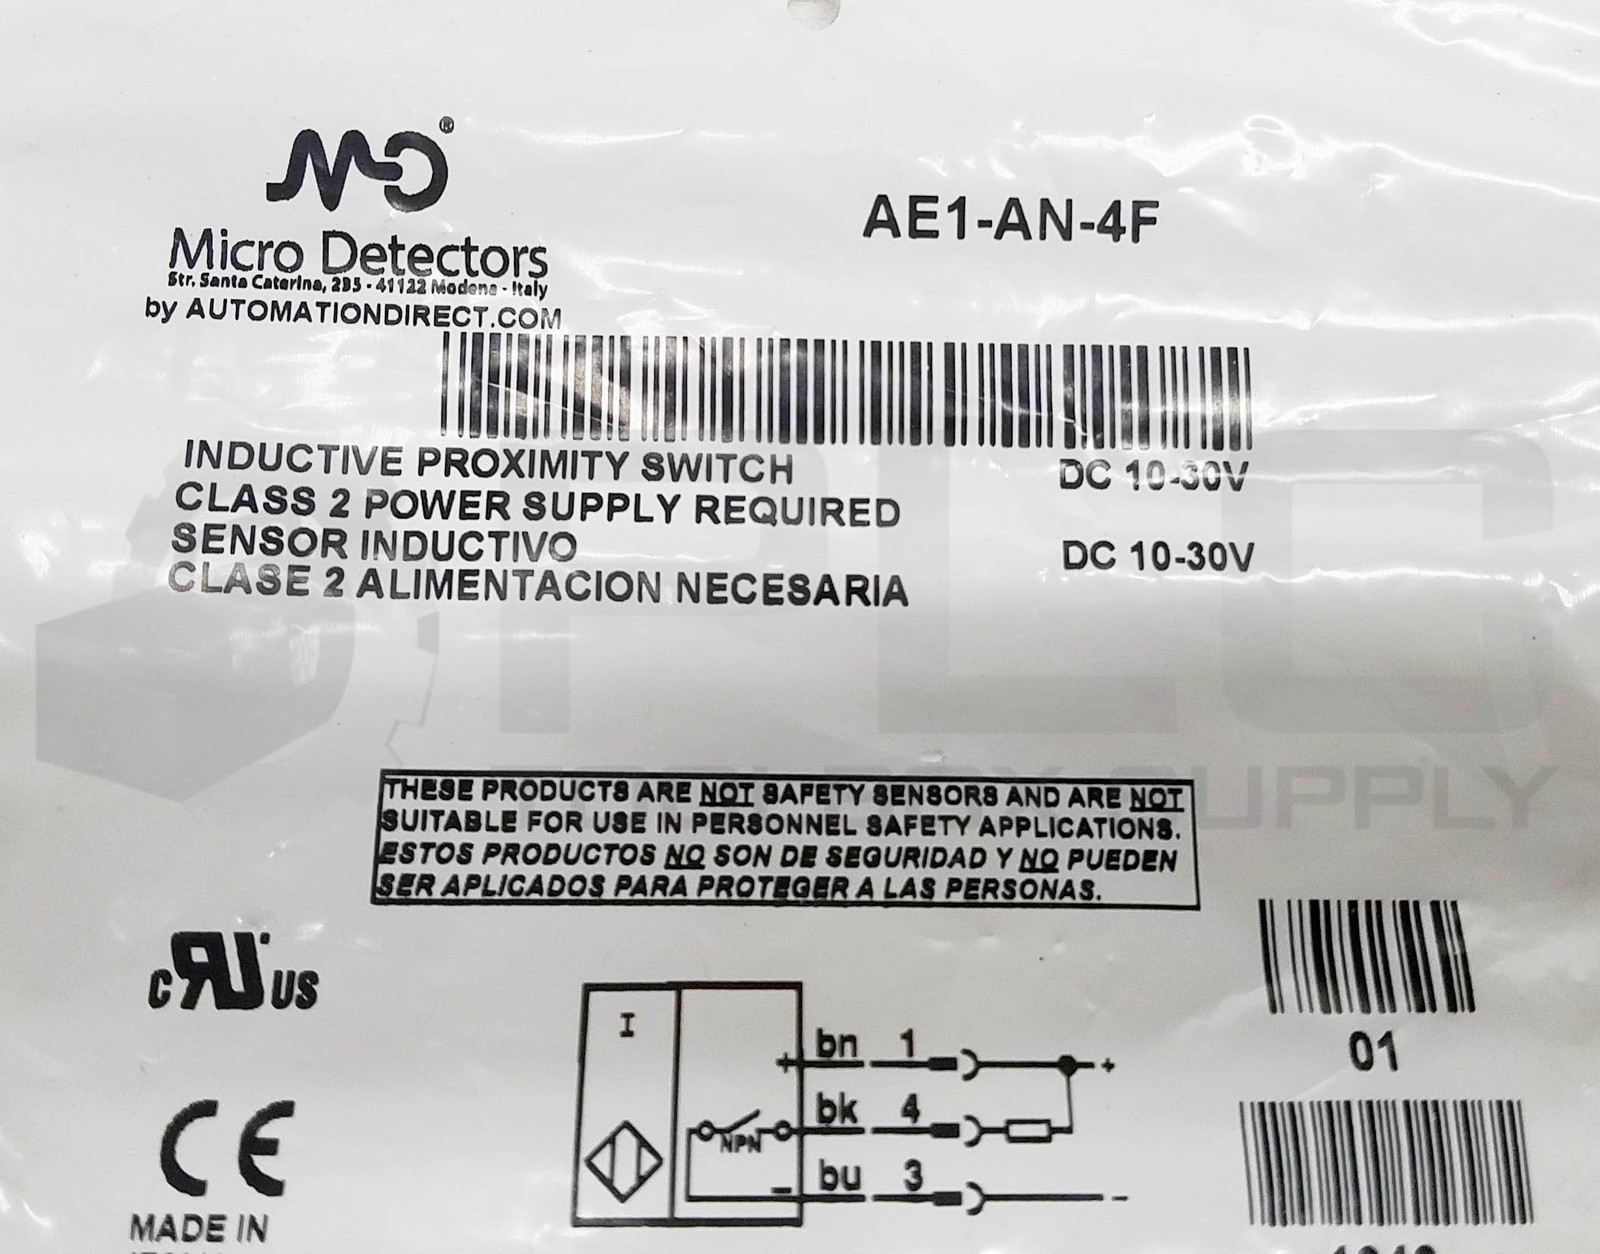 MD®
Micro Detectors
Str. Santa Caterina, 235 - 41122 Modena - Italy
by AUTOMATIONDIRECT.COM
AE1-AN-4F
INDUCTIVE PROXIMITY SWITCH DC 10-30V
CLASS 2 POWER SUPPLY REQUIRED
SENSOR INDUCTIVO DC 10-30V
CLASE 2 ALIMENTACION NECESARIA
PLC
SUPPLY
THESE PRODUCTS ARE NOT SAFETY SENSORS AND ARE NOT
SUITABLE FOR USE IN PERSONNEL SAFETY APPLICATIONS.
ESTOS PRODUCTOS NO SON DE SEGURIDAD Y NO PUEDEN
SER APLICADOS PARA PROTEGER A LAS PERSONAS.
c RU US
CE
MADE IN
I
+ bn 1 +
NPN bk 4
- bu 3 -
01